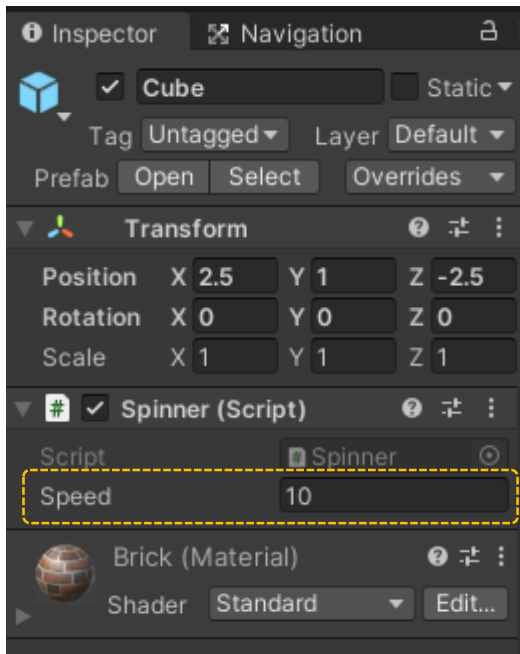 Inspector Navigation
Cube Static
Tag Untagged Layer Default
Prefab Open Select Overrides
Transform
Position X 2.5 Y 1 Z -2.5
Rotation X 0 Y 0 Z 0
Scale X 1 Y 1 Z 1
# Spinner (Script)
Script # Spinner
Speed 10
Brick (Material)
Shader Standard Edit...